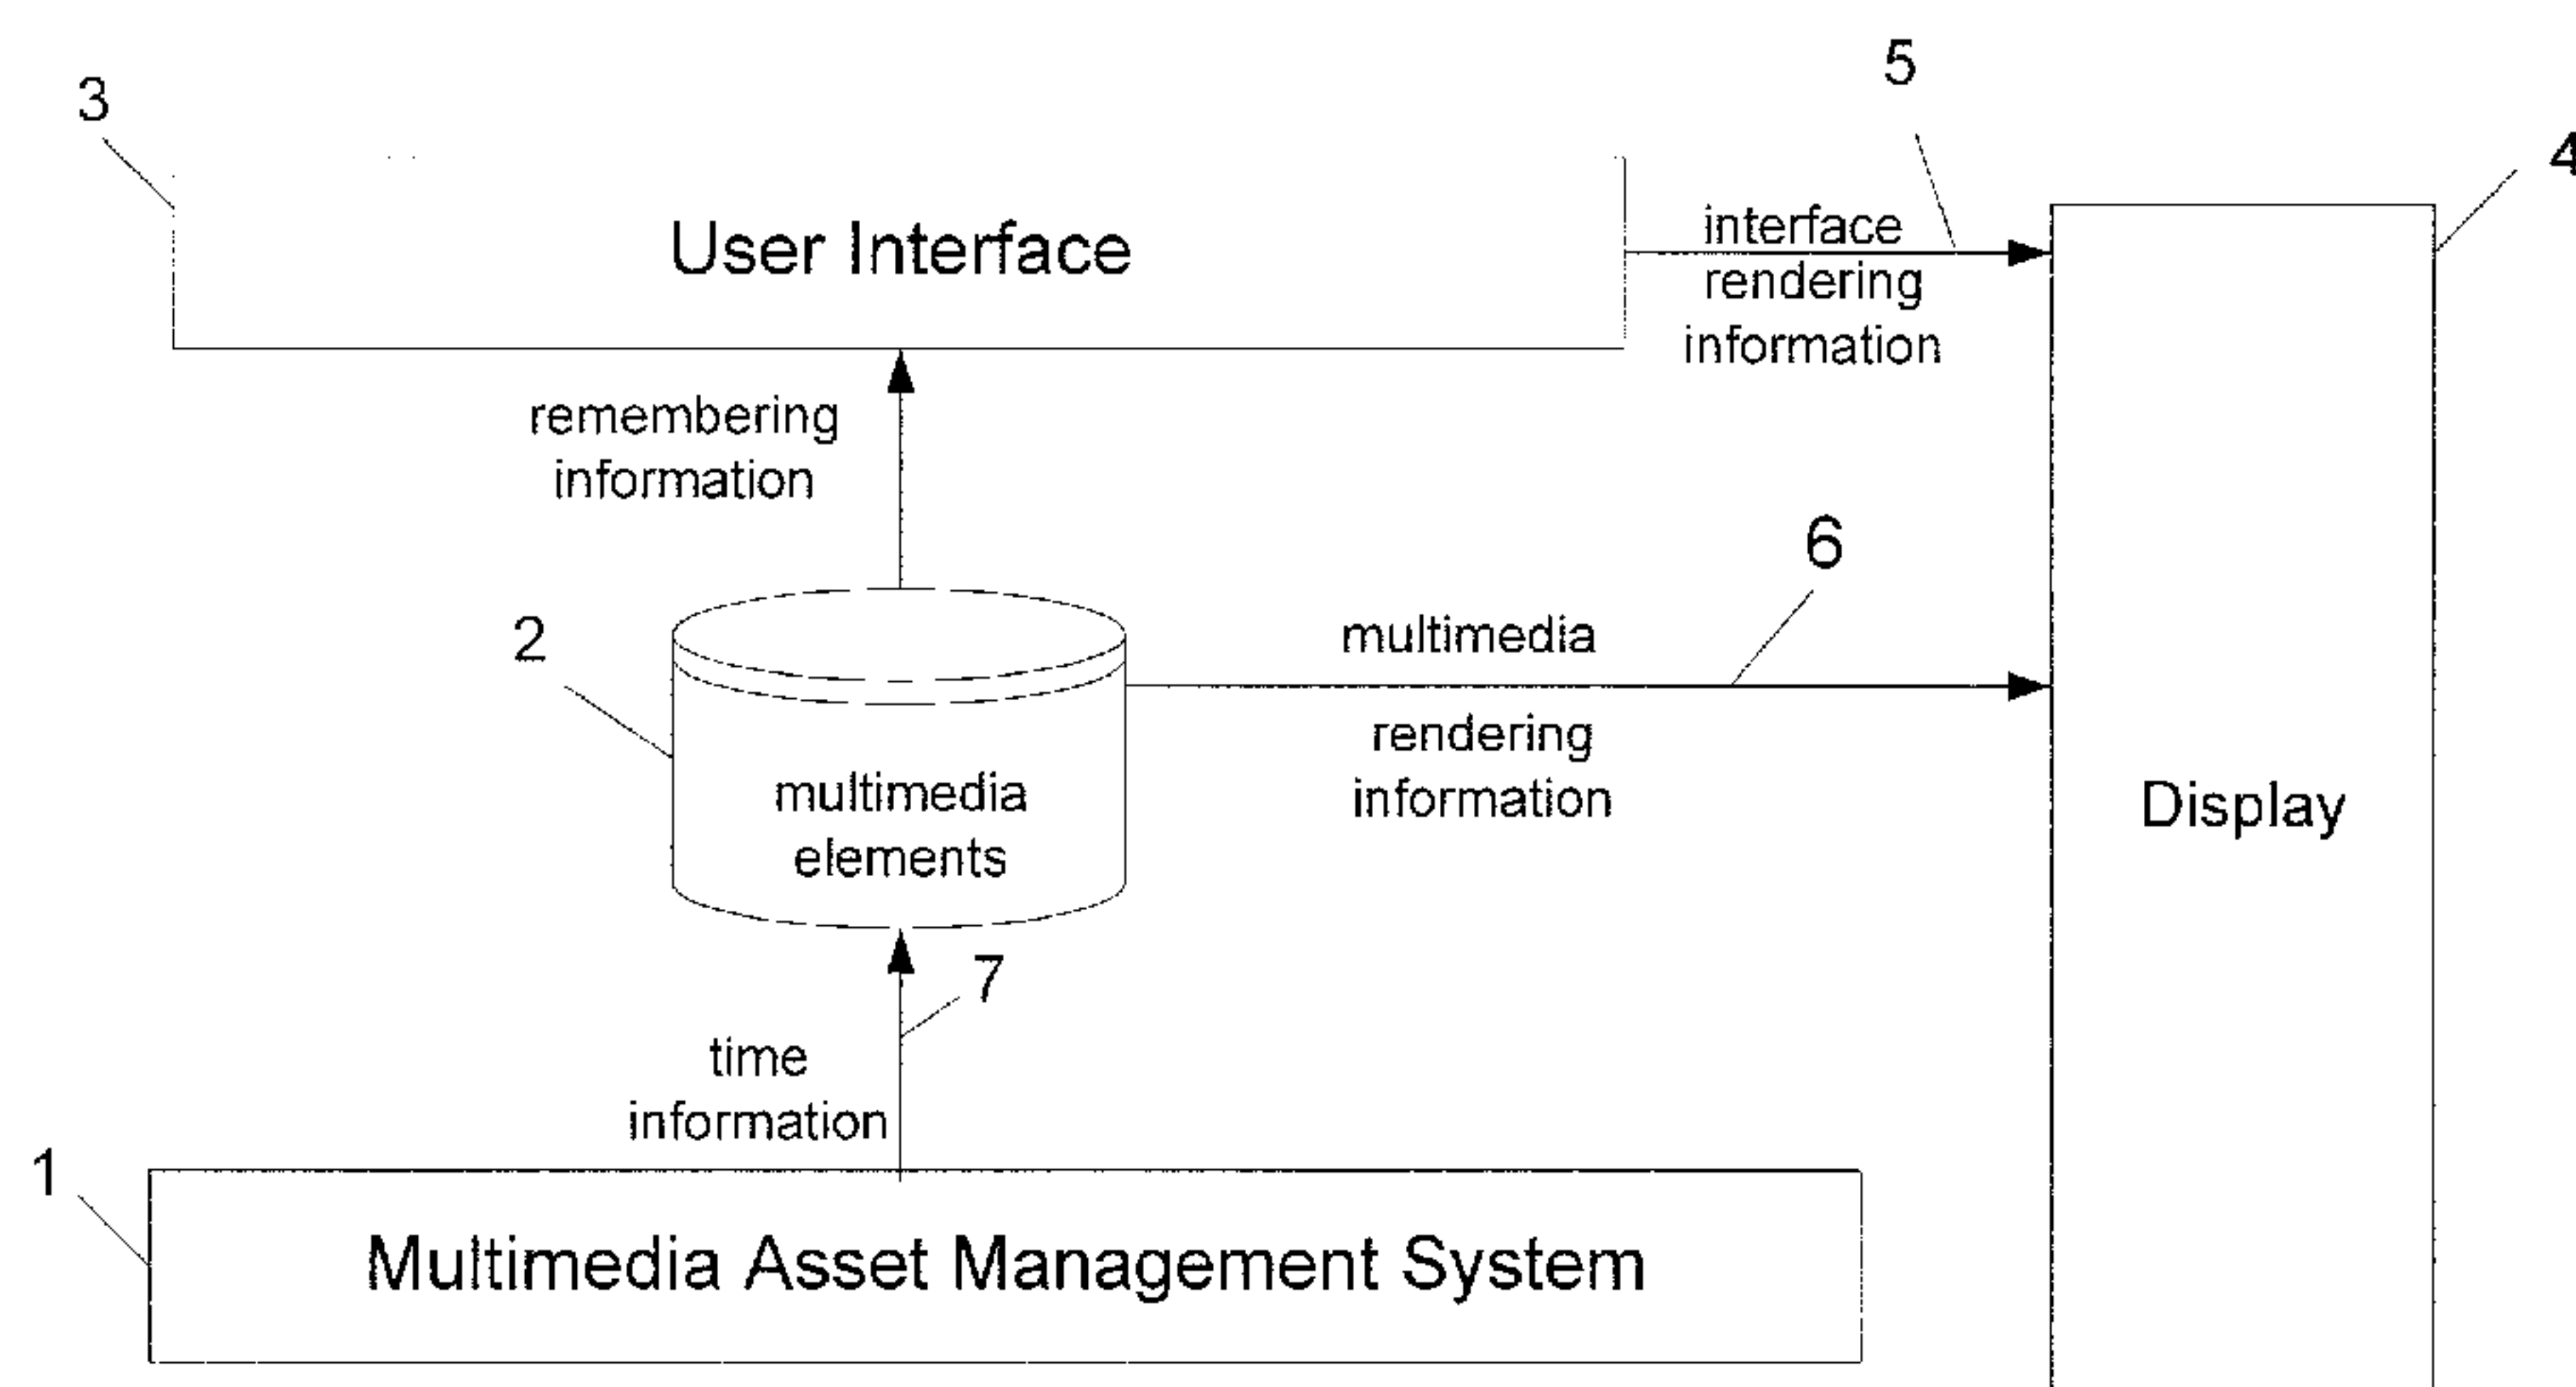 5
3
4
User Interface
interface
rendering
information
remembering
information
6
2
multimedia
rendering
information
multimedia
elements
Display
7
time
information
1
Multimedia Asset Management System